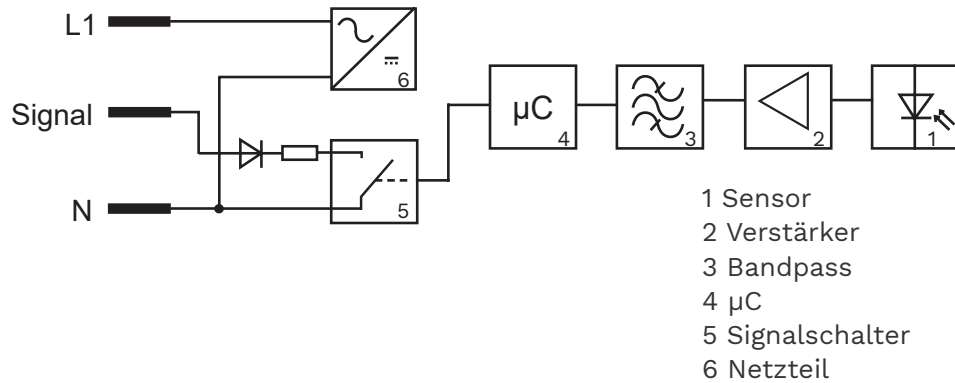 L1
6
Signal
µC
4
3
2
1
5
N
1 Sensor
2 Verstärker
3 Bandpass
4 µC
5 Signalschalter
6 Netzteil